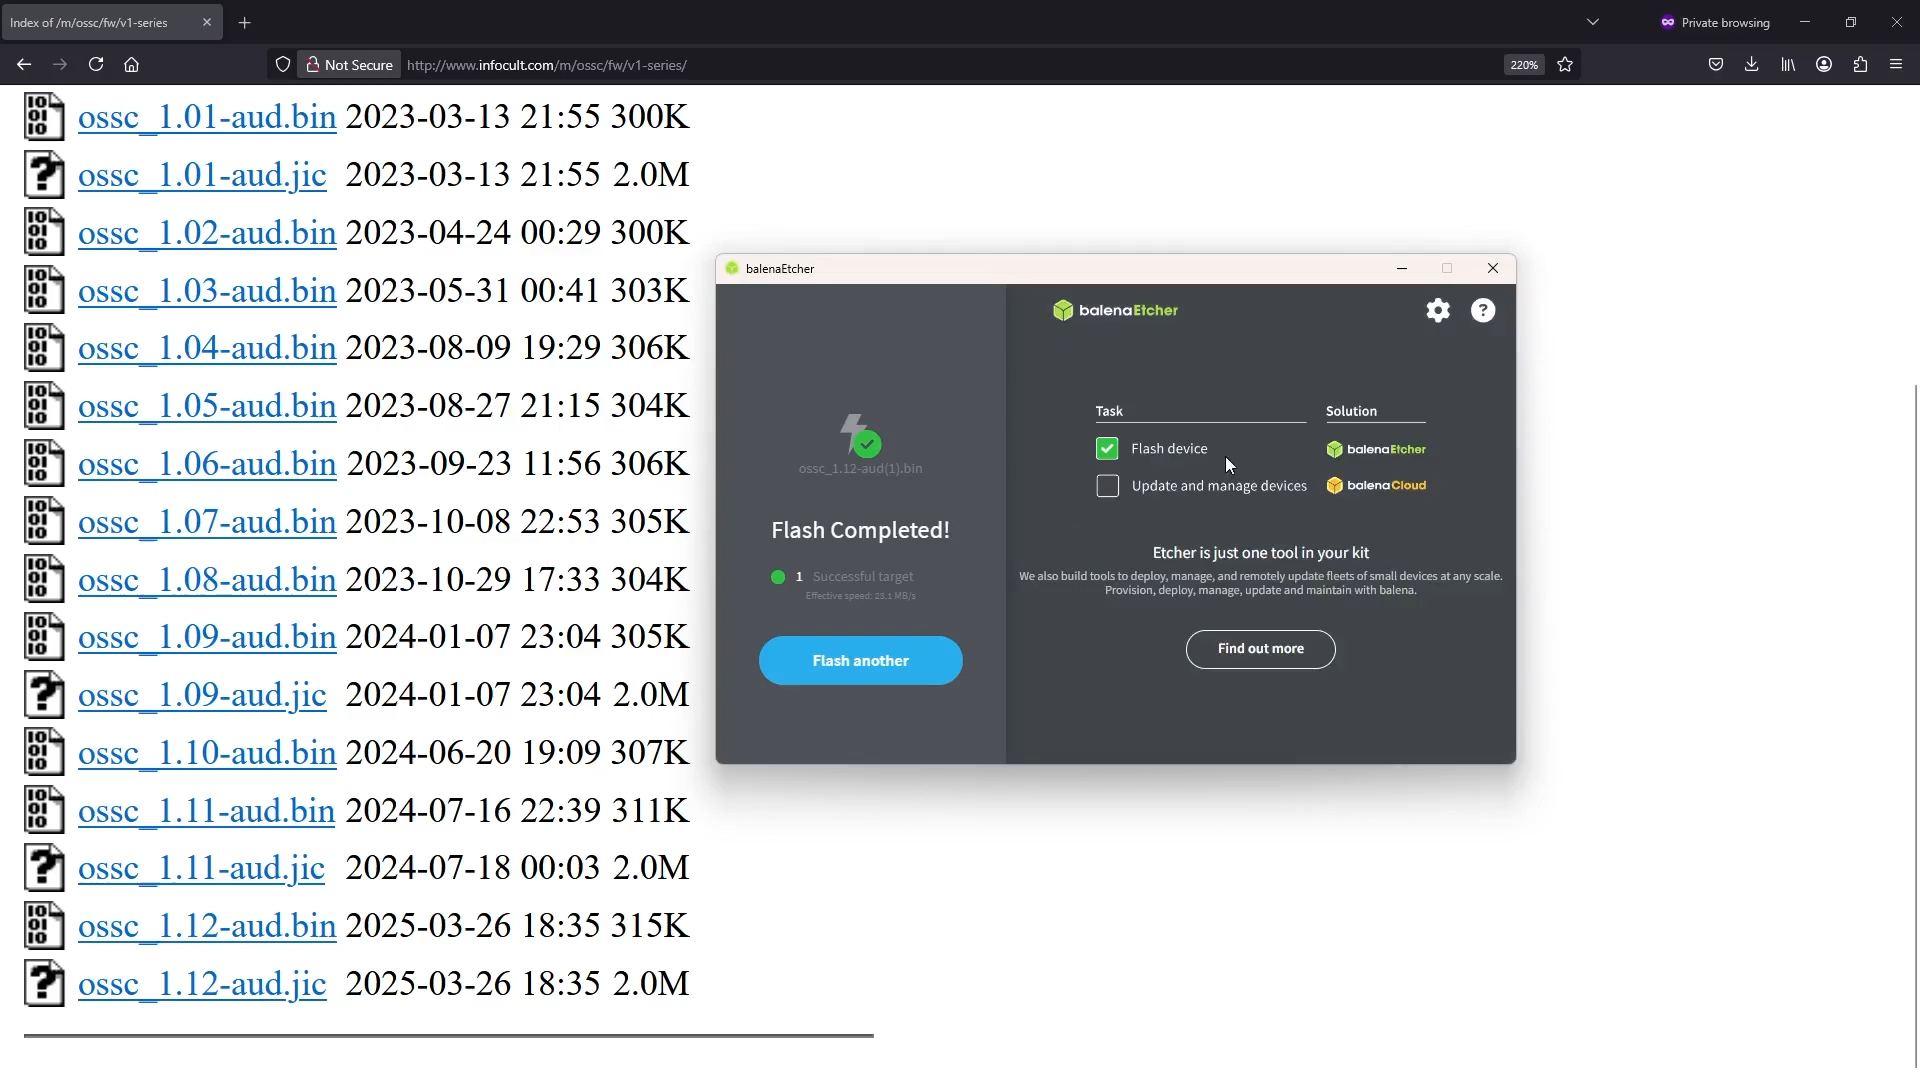 Index of /m/ossc/fw/v1-series
Private browsing
Not Secure http://www.infocult.com/m/ossc/fw/v1-series/ 220%
ossc_1.01-aud.bin 2023-03-13 21:55 300K
ossc_1.01-aud.jic 2023-03-13 21:55 2.0M
ossc_1.02-aud.bin 2023-04-24 00:29 300K
ossc_1.03-aud.bin 2023-05-31 00:41 303K
ossc_1.04-aud.bin 2023-08-09 19:29 306K
ossc_1.05-aud.bin 2023-08-27 21:15 304K
ossc_1.06-aud.bin 2023-09-23 11:56 306K
ossc_1.07-aud.bin 2023-10-08 22:53 305K
ossc_1.08-aud.bin 2023-10-29 17:33 304K
ossc_1.09-aud.bin 2024-01-07 23:04 305K
ossc_1.09-aud.jic 2024-01-07 23:04 2.0M
ossc_1.10-aud.bin 2024-06-20 19:09 307K
ossc_1.11-aud.bin 2024-07-16 22:39 311K
ossc_1.11-aud.jic 2024-07-18 00:03 2.0M
ossc_1.12-aud.bin 2025-03-26 18:35 315K
ossc_1.12-aud.jic 2025-03-26 18:35 2.0M
balenaEtcher
ossc_1.12-aud(1).bin
Flash Completed!
1 Successful target
Effective speed: 23.1 MB/s
Flash another
balenaEtcher
Task Solution
Flash device balenaEtcher
Update and manage devices balenaCloud
Etcher is just one tool in your kit
We also build tools to deploy, manage, and remotely update fleets of small devices at any scale.
Provision, deploy, manage, update and maintain with balena.
Find out more